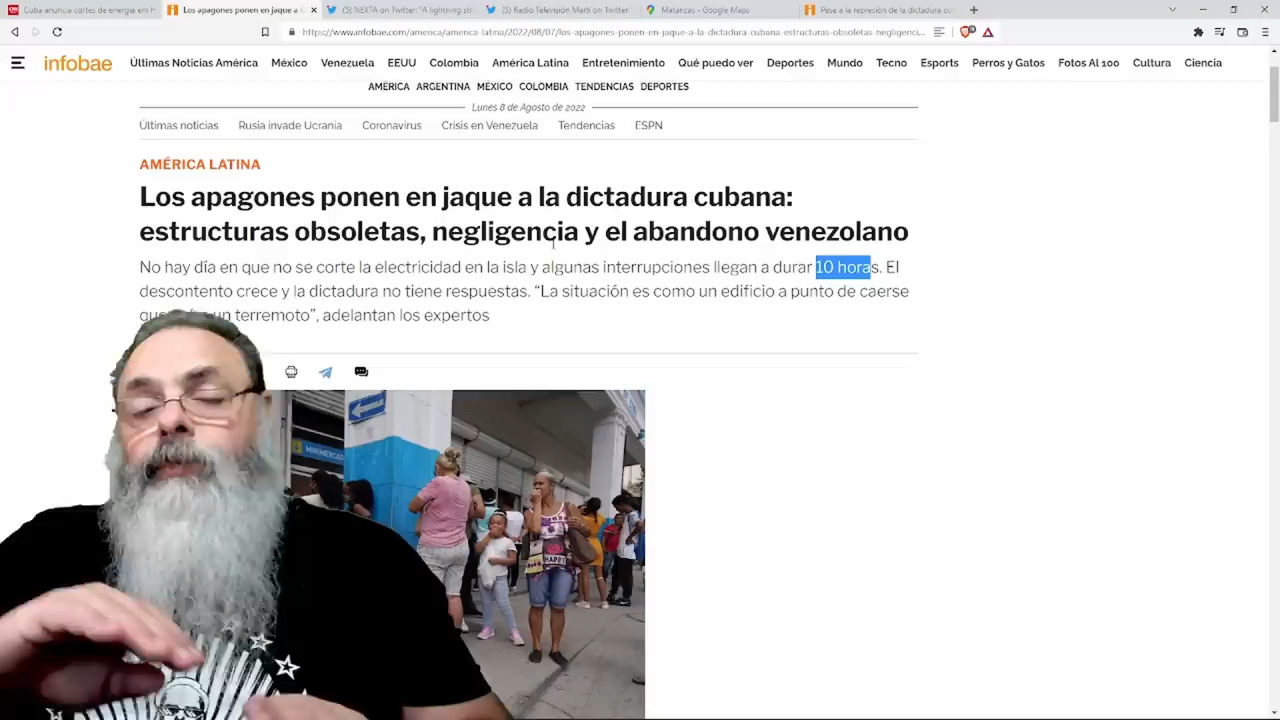 Cuba anuncia cortes de energía em H
Los apagones ponen en jaque a l
(5) NEXTA on Twitter: "A lightning str
(5) Radio Televisión Martí on Twitter
Matanzas - Google Maps
Pese a la represión de la dictadura cu
https://www.infobae.com/america/america-latina/2022/08/07/los-apagones-ponen-en-jaque-a-la-dictadura-cubana-estructuras-obsoletas-negligenci...
infobae
Últimas Noticias América México Venezuela EEUU Colombia América Latina Entretenimiento Qué puedo ver Deportes Mundo Tecno Esports Perros y Gatos Fotos Al 100 Cultura Ciencia
AMÉRICA ARGENTINA MÉXICO COLOMBIA TENDENCIAS DEPORTES
Lunes 8 de Agosto de 2022
Últimas noticias Rusia invade Ucrania Coronavirus Crisis en Venezuela Tendencias ESPN
AMÉRICA LATINA
Los apagones ponen en jaque a la dictadura cubana:
estructuras obsoletas, negligencia y el abandono venezolano
No hay día en que no se corte la electricidad en la isla y algunas interrupciones llegan a durar 10 horas. El
descontento crece y la dictadura no tiene respuestas. “La situación es como un edificio a punto de caerse
un terremoto”, adelantan los expertos
MINIMERCAD
HAPPY